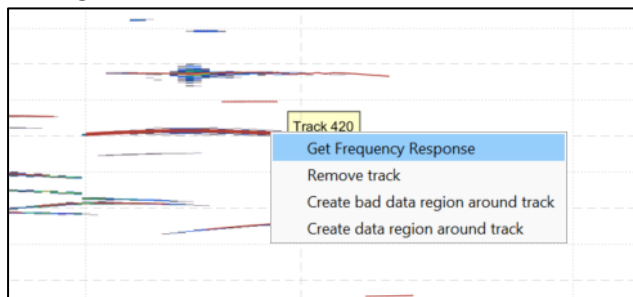 Track 420
Get Frequency Response
Remove track
Create bad data region around track
Create data region around track